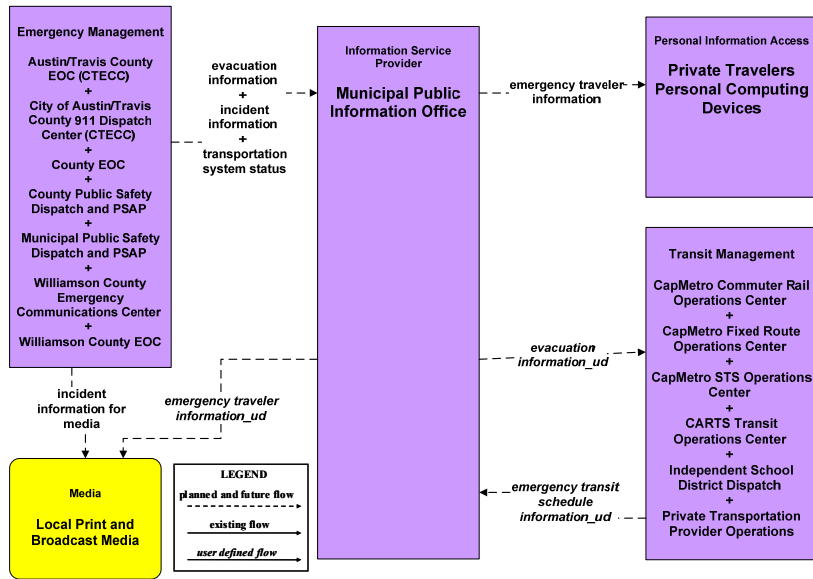 Emergency Management
Austin/Travis County
EOC (CTECC)
+
City of Austin/Travis
County 911 Dispatch
Center (CTECC)
+
County EOC
+
County Public Safety
Dispatch and PSAP
+
Municipal Public Safety
Dispatch and PSAP
+
Williamson County
Emergency
Communications Center
+
Williamson County EOC
evacuation
information
+
incident
information
+
transportation
system status
Information Service
Provider
Municipal Public
Information Office
emergency traveler
information
Personal Information Access
Private Travelers
Personal Computing
Devices
Transit Management
CapMetro Commuter Rail
Operations Center
+
CapMetro Fixed Route
Operations Center
+
CapMetro STS Operations
Center
+
CARTS Transit
Operations Center
+
Independent School
District Dispatch
+
Private Transportation
Provider Operations
evacuation
information_ud
emergency transit
schedule
information_ud
incident
information for
media
emergency traveler
information_ud
Media
Local Print and
Broadcast Media
LEGEND
planned and future flow
existing flow
user defined flow